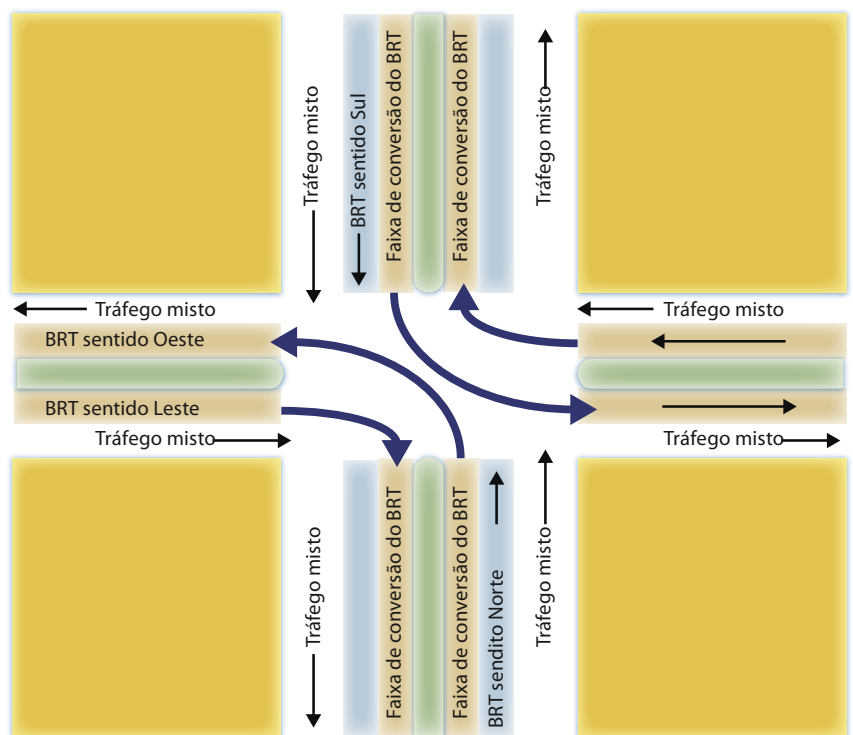 Tráfego misto
BRT sentido Sul
Faixa de conversão do BRT
Faixa de conversão do BRT
Tráfego misto
Tráfego misto
Tráfego misto
BRT sentido Oeste
BRT sentido Leste
Tráfego misto
Tráfego misto
Tráfego misto
Faixa de conversão do BRT
Faixa de conversão do BRT
BRT sendito Norte
Tráfego misto